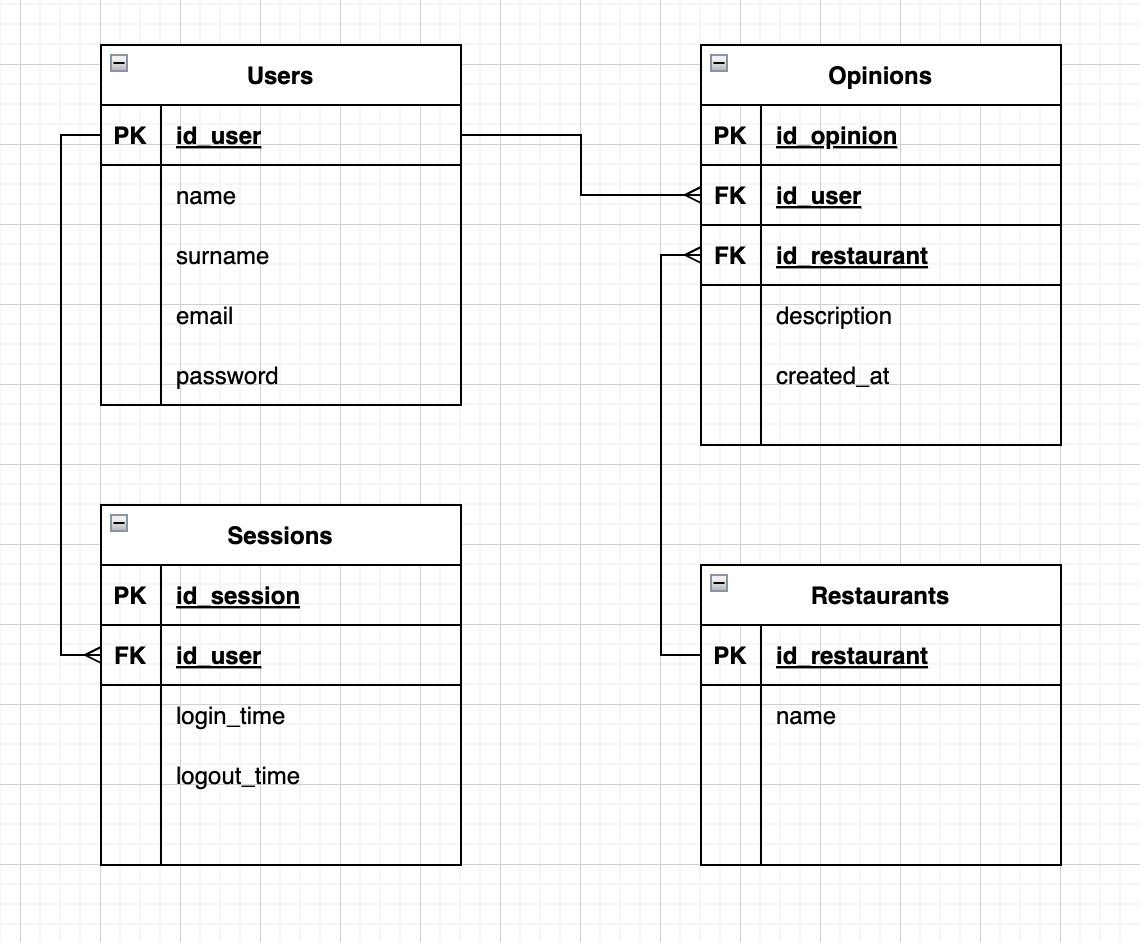 Users
PK id_user
name
surname
email
password
Opinions
PK id_opinion
FK id_user
FK id_restaurant
description
created_at
Sessions
PK id_session
FK id_user
login_time
logout_time
Restaurants
PK id_restaurant
name